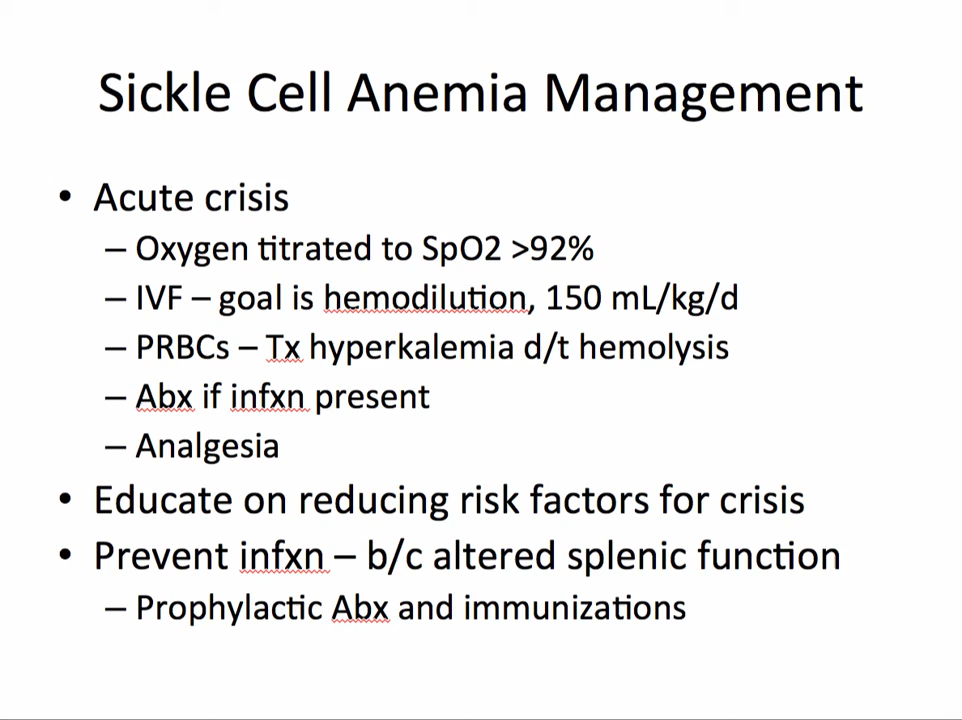 Sickle Cell Anemia Management
• Acute crisis
– Oxygen titrated to SpO2 >92%
– IVF – goal is hemodilution, 150 mL/kg/d
– PRBCs – Tx hyperkalemia d/t hemolysis
– Abx if infxn present
– Analgesia
• Educate on reducing risk factors for crisis
• Prevent infxn – b/c altered splenic function
– Prophylactic Abx and immunizations